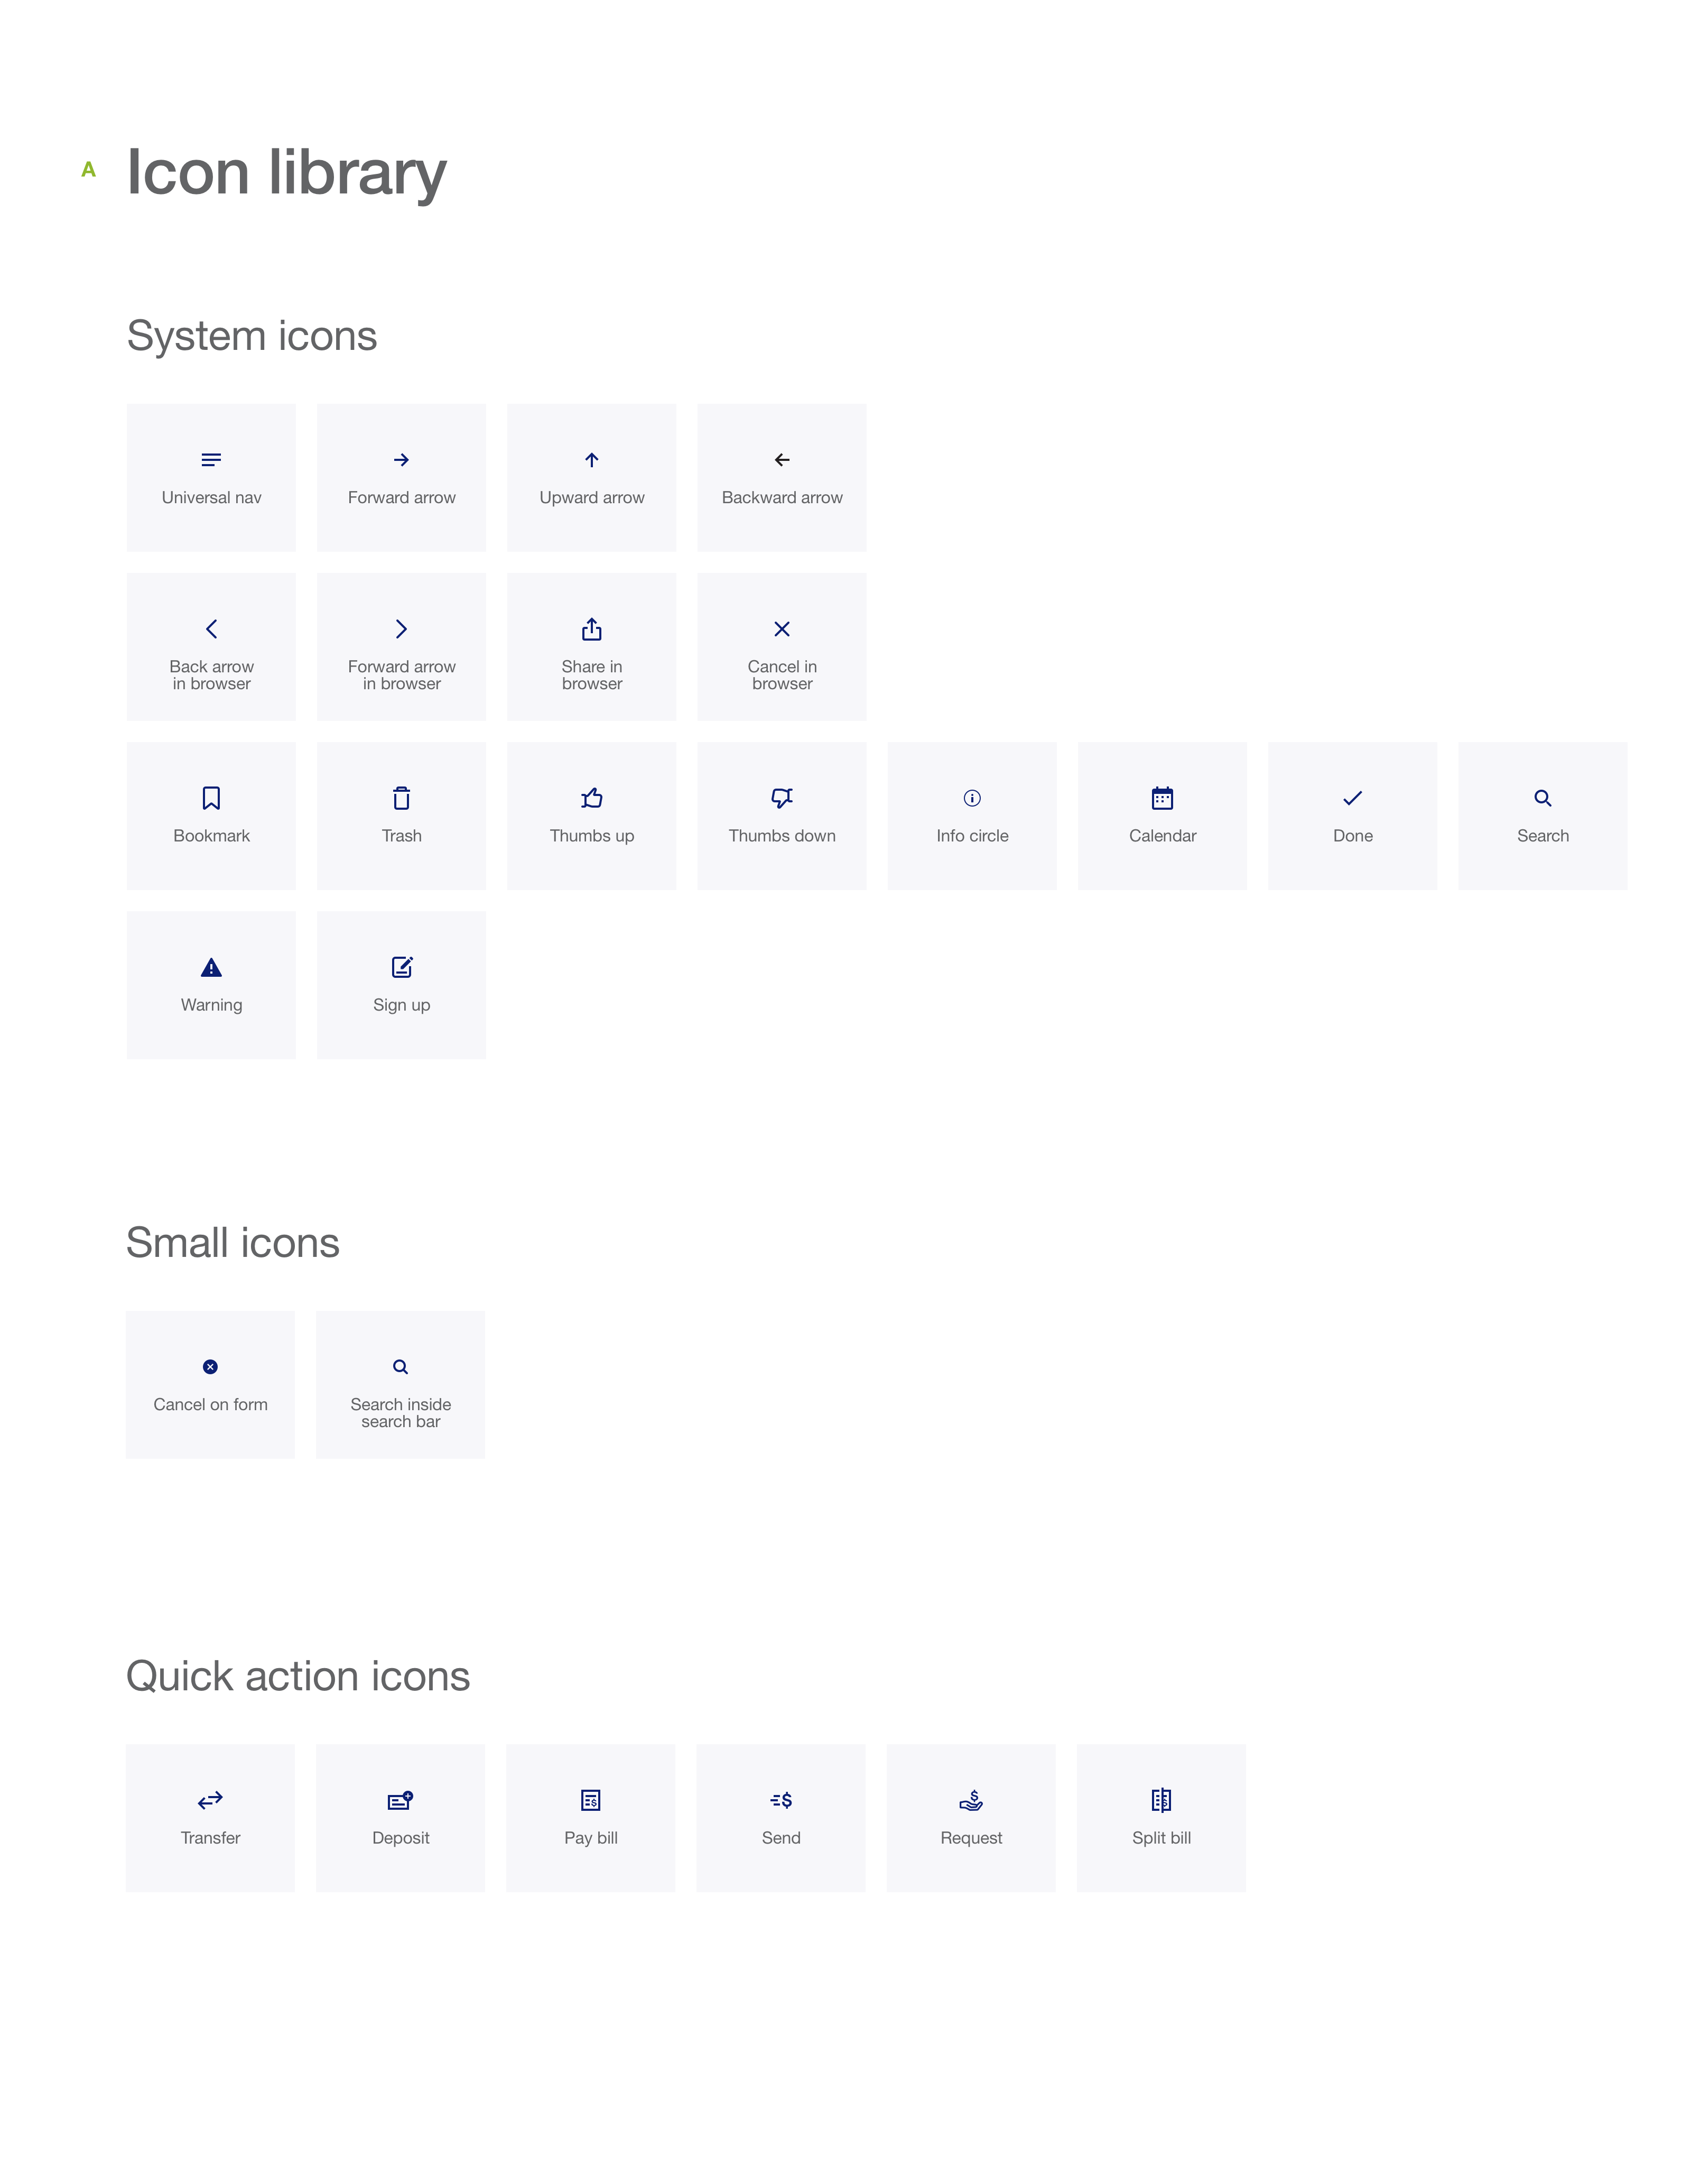 A
Icon library
System icons
Universal nav
Forward arrow
Upward arrow
Backward arrow
Back arrow
in browser
Forward arrow
in browser
Share in
browser
Cancel in
browser
Bookmark
Trash
Thumbs up
Thumbs down
Info circle
Calendar
Done
Search
Warning
Sign up
Small icons
Cancel on form
Search inside
search bar
Quick action icons
Transfer
Deposit
Pay bill
Send
Request
Split bill